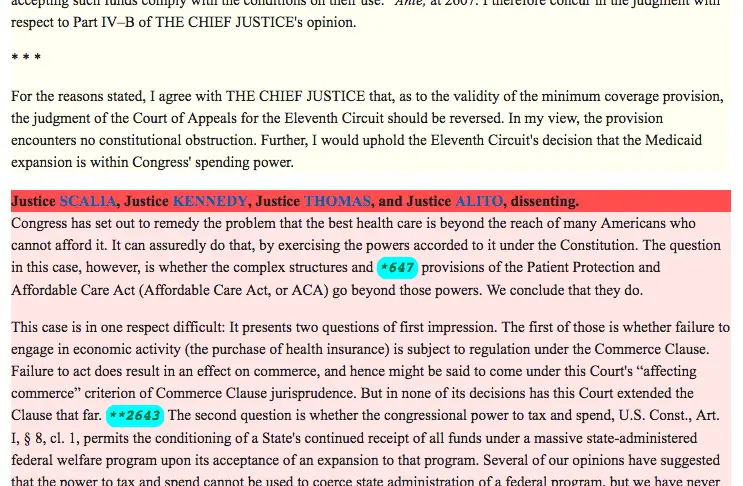 accepting such funds comply with the conditions on their use." Ante, at 2607. I therefore concur in the judgment with
respect to Part IV–B of THE CHIEF JUSTICE's opinion.
* * *
For the reasons stated, I agree with THE CHIEF JUSTICE that, as to the validity of the minimum coverage provision,
the judgment of the Court of Appeals for the Eleventh Circuit should be reversed. In my view, the provision
encounters no constitutional obstruction. Further, I would uphold the Eleventh Circuit's decision that the Medicaid
expansion is within Congress' spending power.
Justice SCALIA, Justice KENNEDY, Justice THOMAS, and Justice ALITO, dissenting.
Congress has set out to remedy the problem that the best health care is beyond the reach of many Americans who
cannot afford it. It can assuredly do that, by exercising the powers accorded to it under the Constitution. The question
in this case, however, is whether the complex structures and *647 provisions of the Patient Protection and
Affordable Care Act (Affordable Care Act, or ACA) go beyond those powers. We conclude that they do.
This case is in one respect difficult: It presents two questions of first impression. The first of those is whether failure to
engage in economic activity (the purchase of health insurance) is subject to regulation under the Commerce Clause.
Failure to act does result in an effect on commerce, and hence might be said to come under this Court's “affecting
commerce” criterion of Commerce Clause jurisprudence. But in none of its decisions has this Court extended the
Clause that far. **2643 The second question is whether the congressional power to tax and spend, U.S. Const., Art.
I, § 8, cl. 1, permits the conditioning of a State's continued receipt of all funds under a massive state-administered
federal welfare program upon its acceptance of an expansion to that program. Several of our opinions have suggested
that the power to tax and spend cannot be used to coerce state administration of a federal program, but we have never